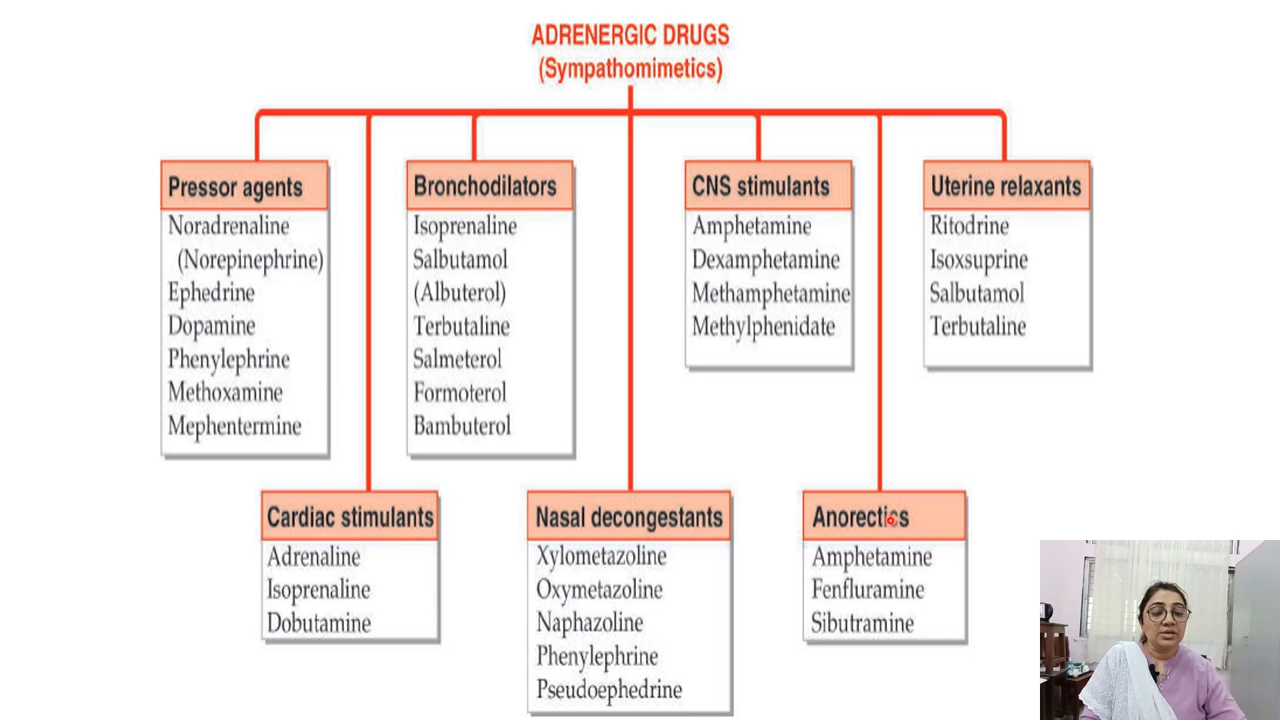 ADRENERGIC DRUGS
(Sympathomimetics)
Pressor agents
Noradrenaline
(Norepinephrine)
Ephedrine
Dopamine
Phenylephrine
Methoxamine
Mephentermine
Bronchodilators
Isoprenaline
Salbutamol
(Albuterol)
Terbutaline
Salmeterol
Formoterol
Bambuterol
CNS stimulants
Amphetamine
Dexamphetamine
Methamphetamine
Methylphenidate
Uterine relaxants
Ritodrine
Isoxsuprine
Salbutamol
Terbutaline
Cardiac stimulants
Adrenaline
Isoprenaline
Dobutamine
Nasal decongestants
Xylometazoline
Oxymetazoline
Naphazoline
Phenylephrine
Pseudoephedrine
Anorectics
Amphetamine
Fenfluramine
Sibutramine